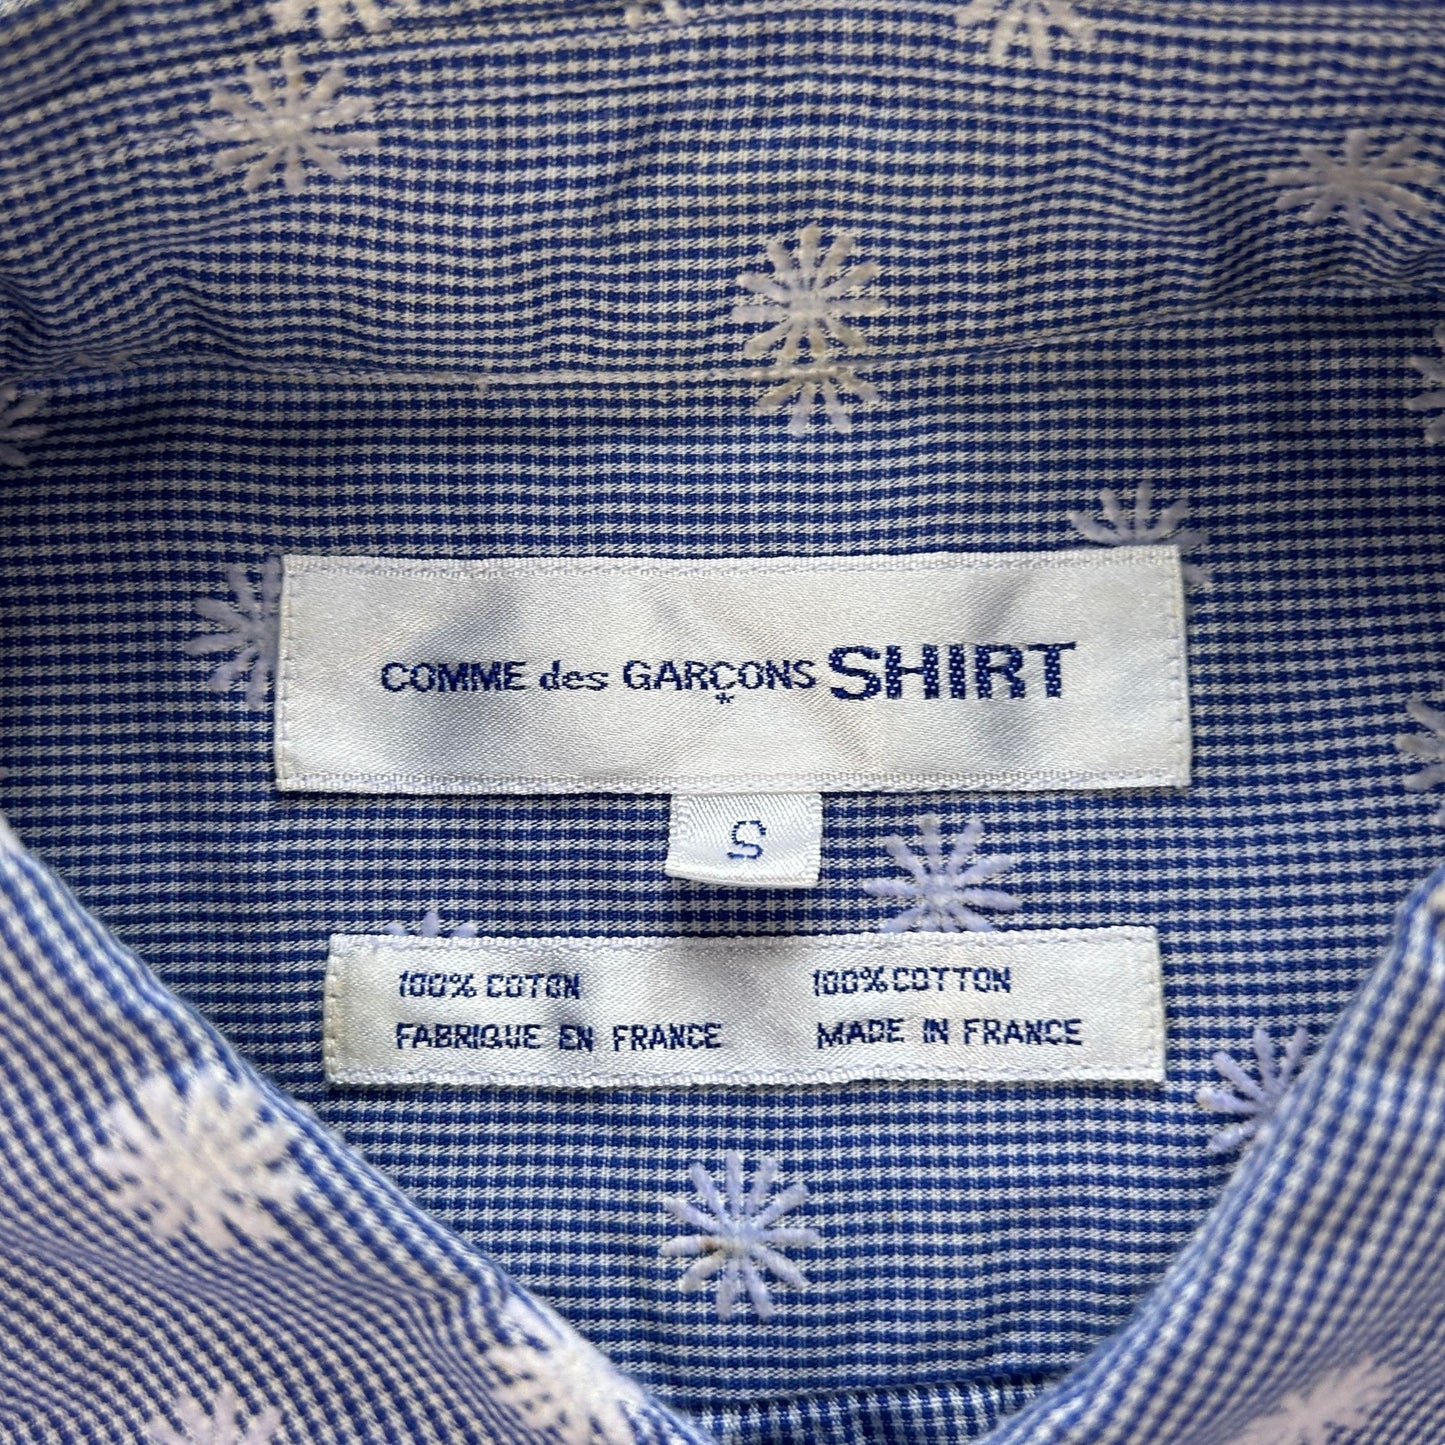 COMME des GARÇONS SHIRT
S
100% COTON 100% COTTON
FABRIQUE EN FRANCE MADE IN FRANCE